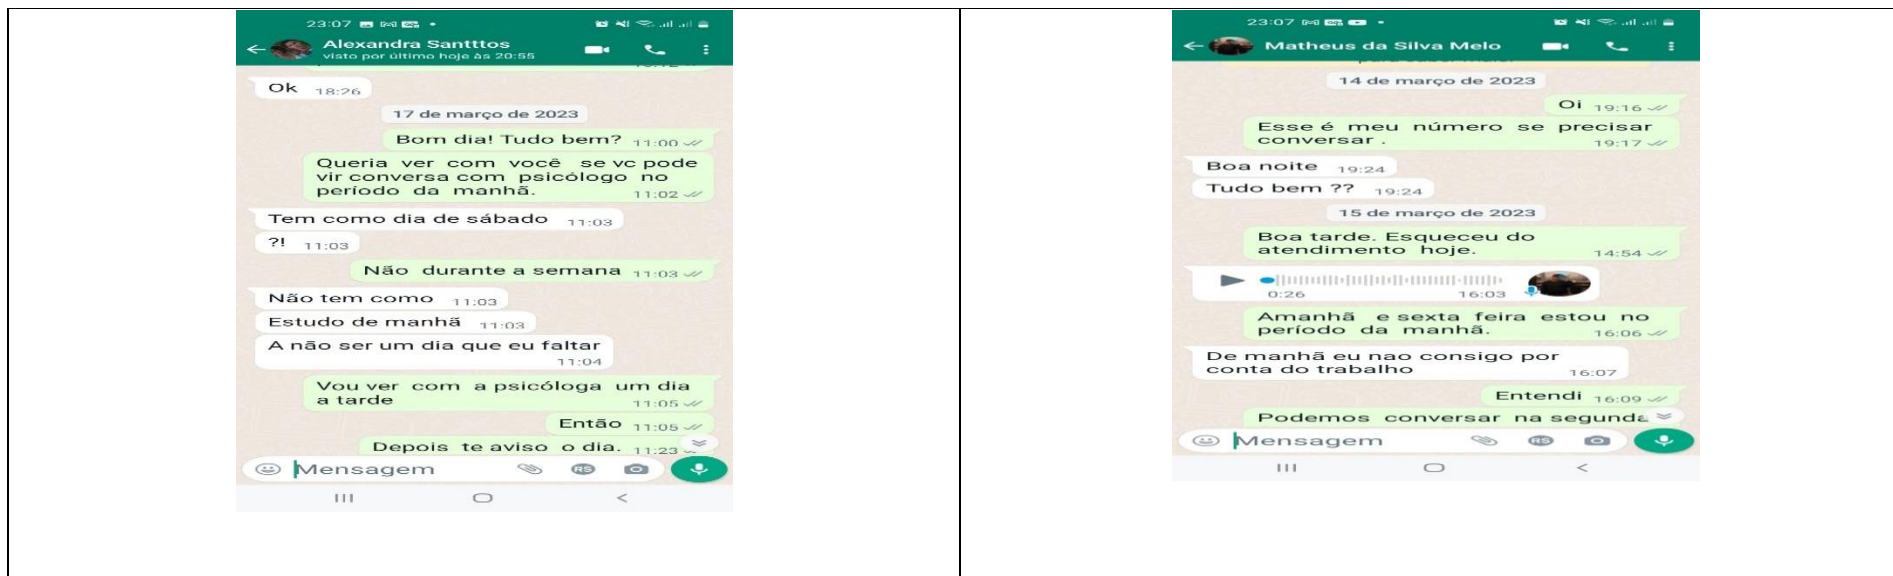 23:07
Alexandra Santttos
visto por último hoje às 20:55
Ok 18:26
17 de março de 2023
Bom dia! Tudo bem? 11:00
Queria ver com você se vc pode
vir conversa com psicólogo no
período da manhã. 11:02
Tem como dia de sábado 11:03
?! 11:03
Não durante a semana 11:03
Não tem como 11:03
Estudo de manhã 11:03
A não ser um dia que eu faltar
11:04
Vou ver com a psicóloga um dia
a tarde 11:05
Então 11:05
Depois te aviso o dia. 11:23
Mensagem
23:07
Matheus da Silva Melo
14 de março de 2023
Oi 19:16
Esse é meu número se precisar
conversar . 19:17
Boa noite 19:24
Tudo bem ?? 19:24
15 de março de 2023
Boa tarde. Esqueceu do
atendimento hoje. 14:54
0:26 16:03
Amanhã e sexta feira estou no
período da manhã. 16:06
De manhã eu nao consigo por
conta do trabalho 16:07
Entendi 16:09
Podemos conversar na segunda
Mensagem